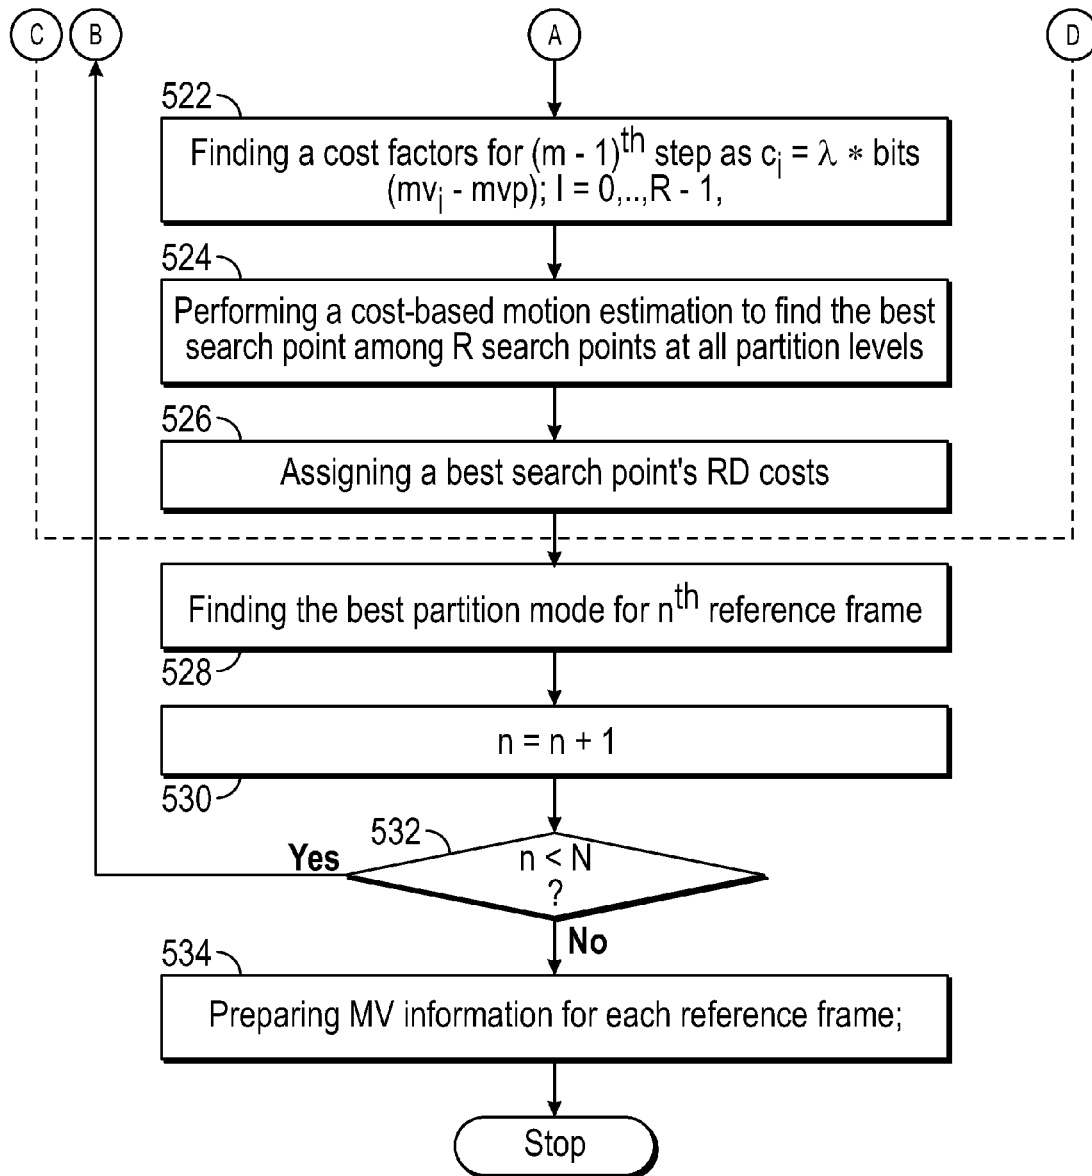 C B A D
522
Finding a cost factors for (m - 1)th step as ci = λ * bits
(mvi - mvp); I = 0,..,R - 1,
524
Performing a cost-based motion estimation to find the best
search point among R search points at all partition levels
526
Assigning a best search point's RD costs
Finding the best partition mode for nth reference frame
528
n = n + 1
530
532
Yes
n < N
?
No
534
Preparing MV information for each reference frame;
Stop